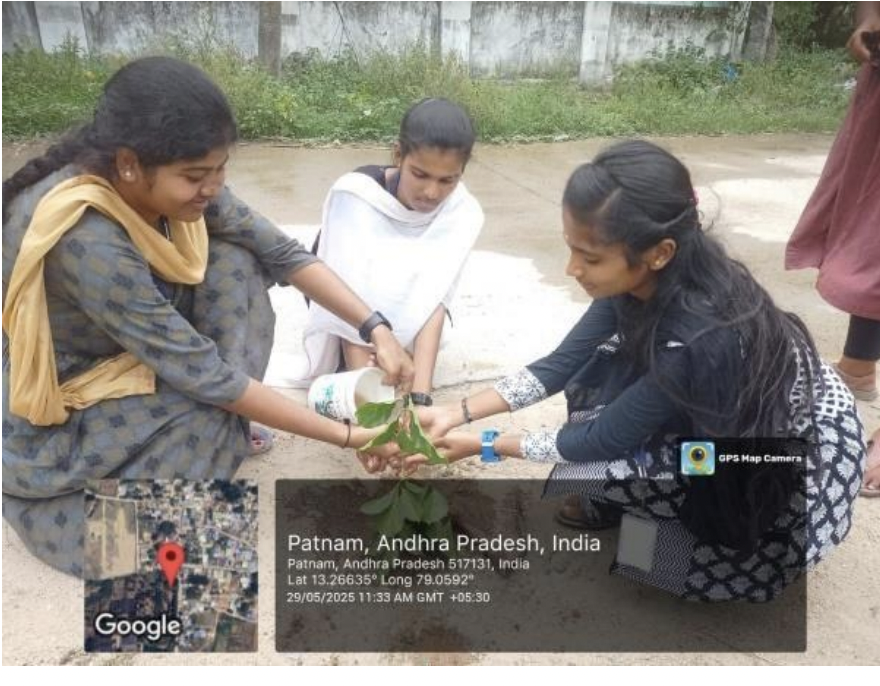 GPS Map Camera
Patnam, Andhra Pradesh, India
Patnam, Andhra Pradesh 517131, India
Lat 13.26635° Long 79.0592°
29/05/2025 11:33 AM GMT +05:30
Google